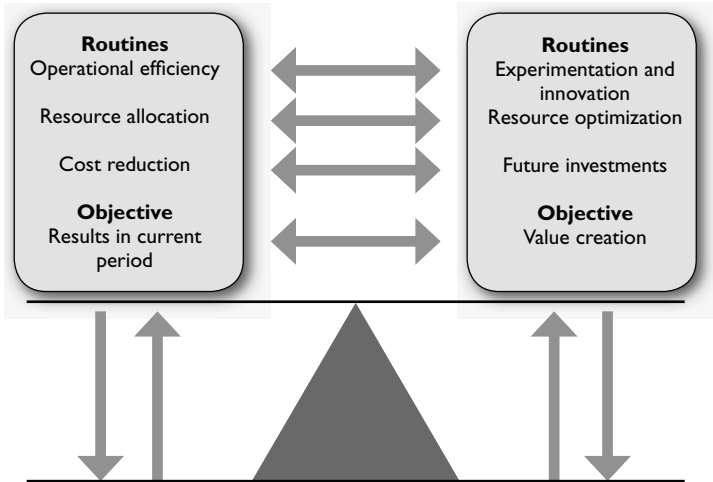 Routines
Operational efficiency
Resource allocation
Cost reduction
Objective
Results in current
period
Routines
Experimentation and
innovation
Resource optimization
Future investments
Objective
Value creation